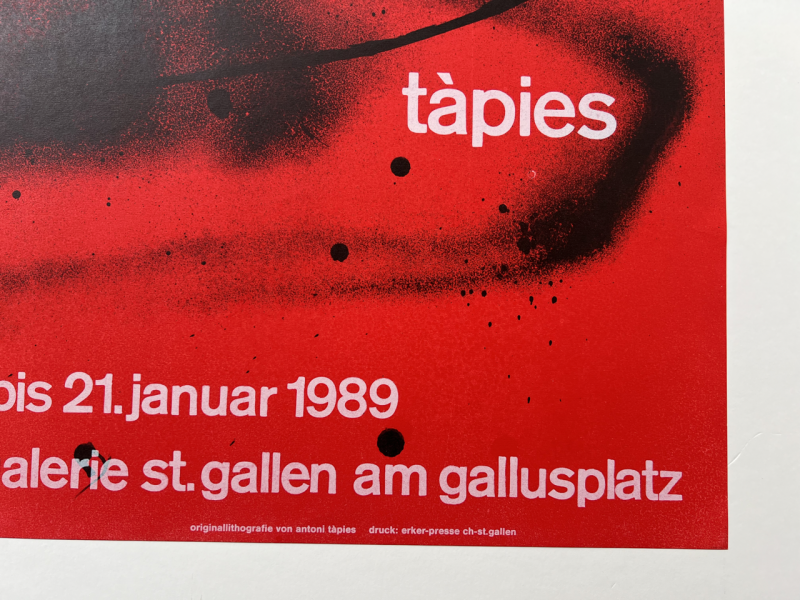 tàpies
bis 21. januar 1989
alerie st. gallen am gallusplatz
originallithografie von antoni tàpies druck: erker-presse ch-st.gallen